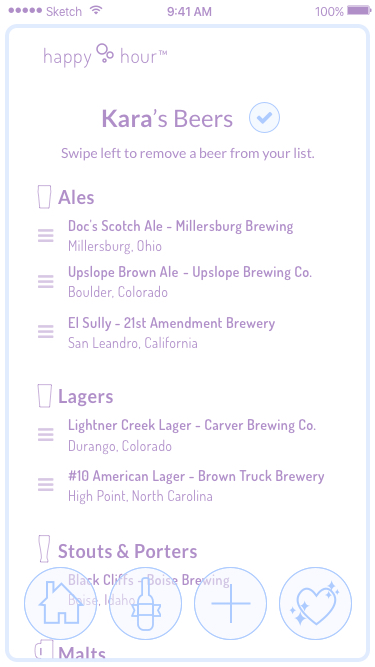 Sketch 9:41 AM 100%
happy hour™
Kara's Beers
Swipe left to remove a beer from your list.
Ales
Doc's Scotch Ale - Millersburg Brewing
Millersburg, Ohio
Upslope Brown Ale - Upslope Brewing Co.
Boulder, Colorado
El Sully - 21st Amendment Brewery
San Leandro, California
Lagers
Lightner Creek Lager - Carver Brewing Co.
Durango, Colorado
#10 American Lager - Brown Truck Brewery
High Point, North Carolina
Stouts & Porters
Black Cliffs - Boise Brewing
Boise, Idaho
Malts